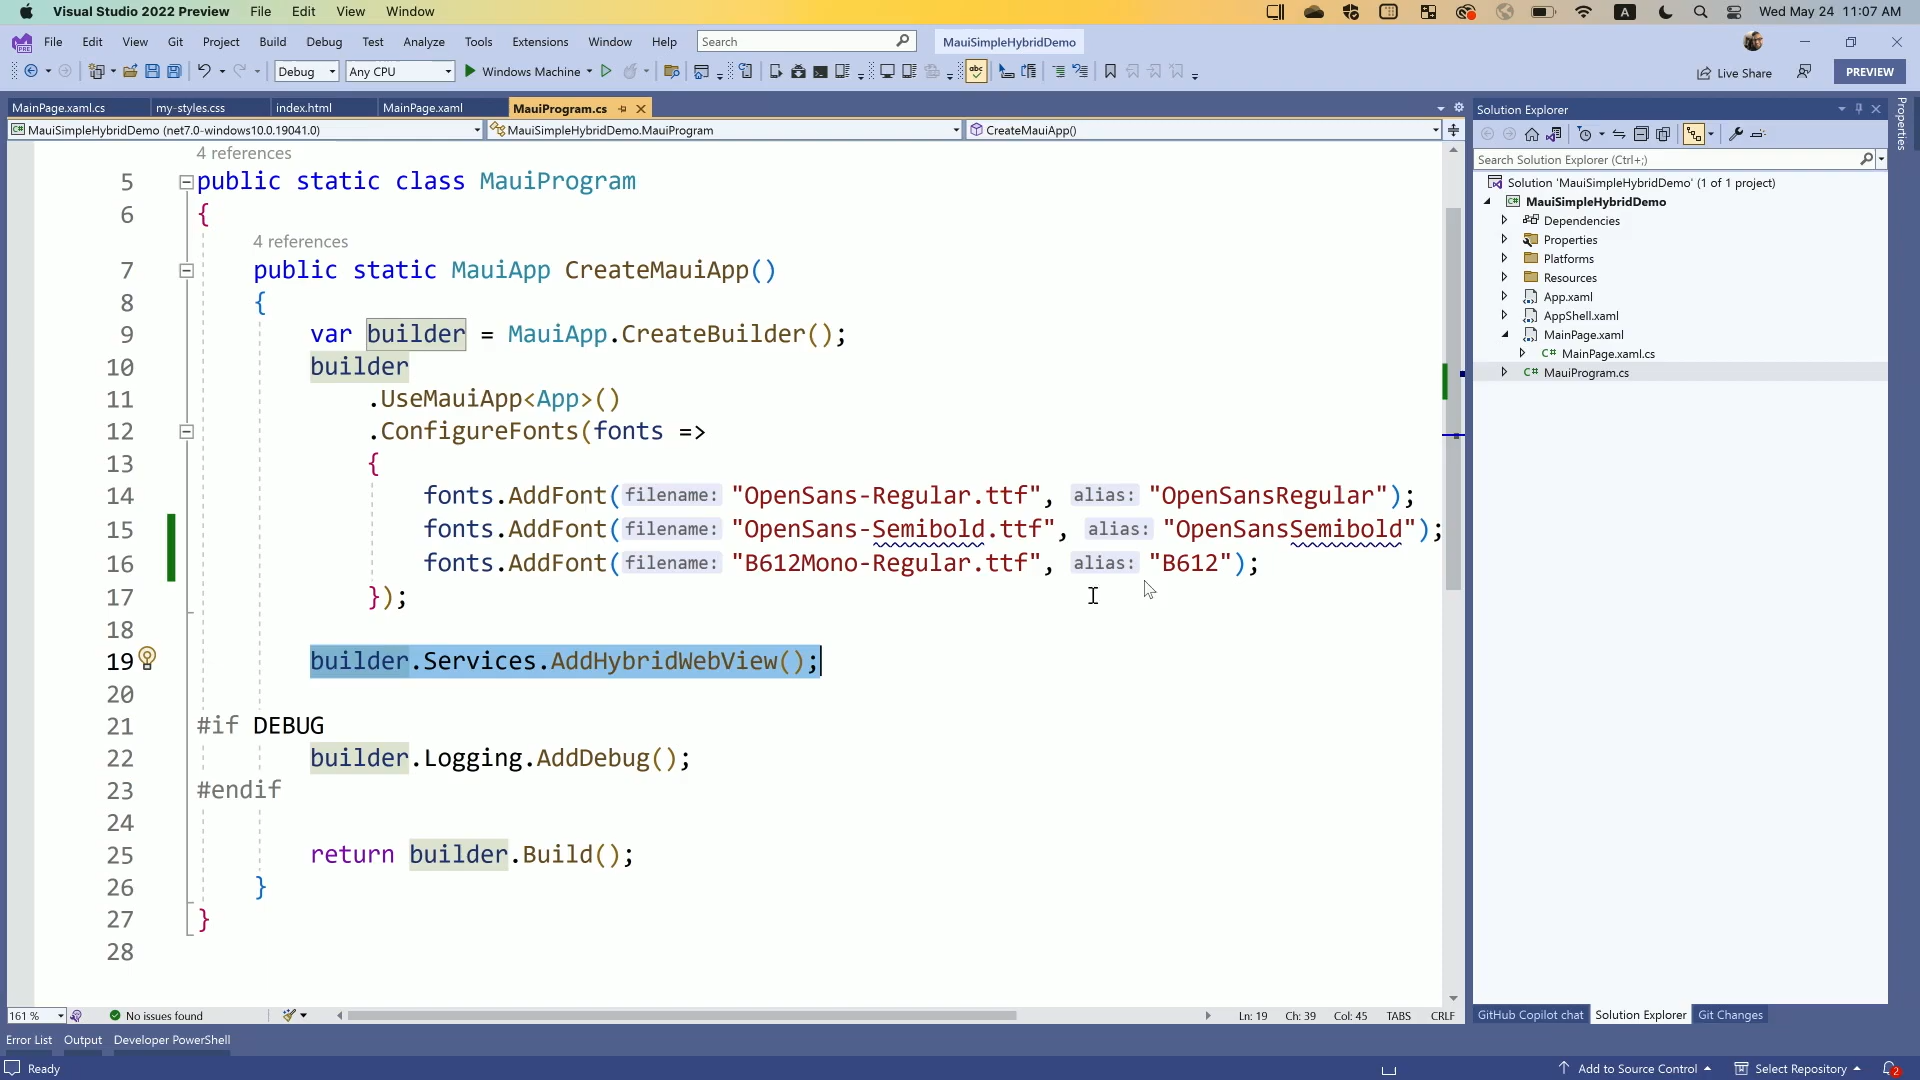 Visual Studio 2022 Preview File Edit View Window A Wed May 24 11:07 AM
File Edit View Git Project Build Debug Test Analyze Tools Extensions Window Help Search MauiSimpleHybridDemo
Debug Any CPU Windows Machine abc Live Share PREVIEW
MainPage.xaml.cs my-styles.css index.html MainPage.xaml MauiProgram.cs
MauiSimpleHybridDemo (net7.0-windows10.0.19041.0) MauiSimpleHybridDemo.MauiProgram CreateMauiApp()
4 references
5 public static class MauiProgram
6 {
4 references
7 public static MauiApp CreateMauiApp()
8 {
9 var builder = MauiApp.CreateBuilder();
10 builder
11 .UseMauiApp<App>()
12 .ConfigureFonts(fonts =>
13 {
14 fonts.AddFont(filename: "OpenSans-Regular.ttf", alias: "OpenSansRegular");
15 fonts.AddFont(filename: "OpenSans-Semibold.ttf", alias: "OpenSansSemibold");
16 fonts.AddFont(filename: "B612Mono-Regular.ttf", alias: "B612");
17 });
18
19 builder.Services.AddHybridWebView();
20
21 #if DEBUG
22 builder.Logging.AddDebug();
23 #endif
24
25 return builder.Build();
26 }
27 }
28
161 % No issues found Ln: 19 Ch: 39 Col: 45 TABS CRLF
Error List Output Developer PowerShell
Ready Add to Source Control Select Repository 2
Solution Explorer
Search Solution Explorer (Ctrl+;)
Solution 'MauiSimpleHybridDemo' (1 of 1 project)
C# MauiSimpleHybridDemo
Dependencies
Properties
Platforms
Resources
App.xaml
AppShell.xaml
MainPage.xaml
C# MainPage.xaml.cs
C# MauiProgram.cs
GitHub Copilot chat Solution Explorer Git Changes
Properties